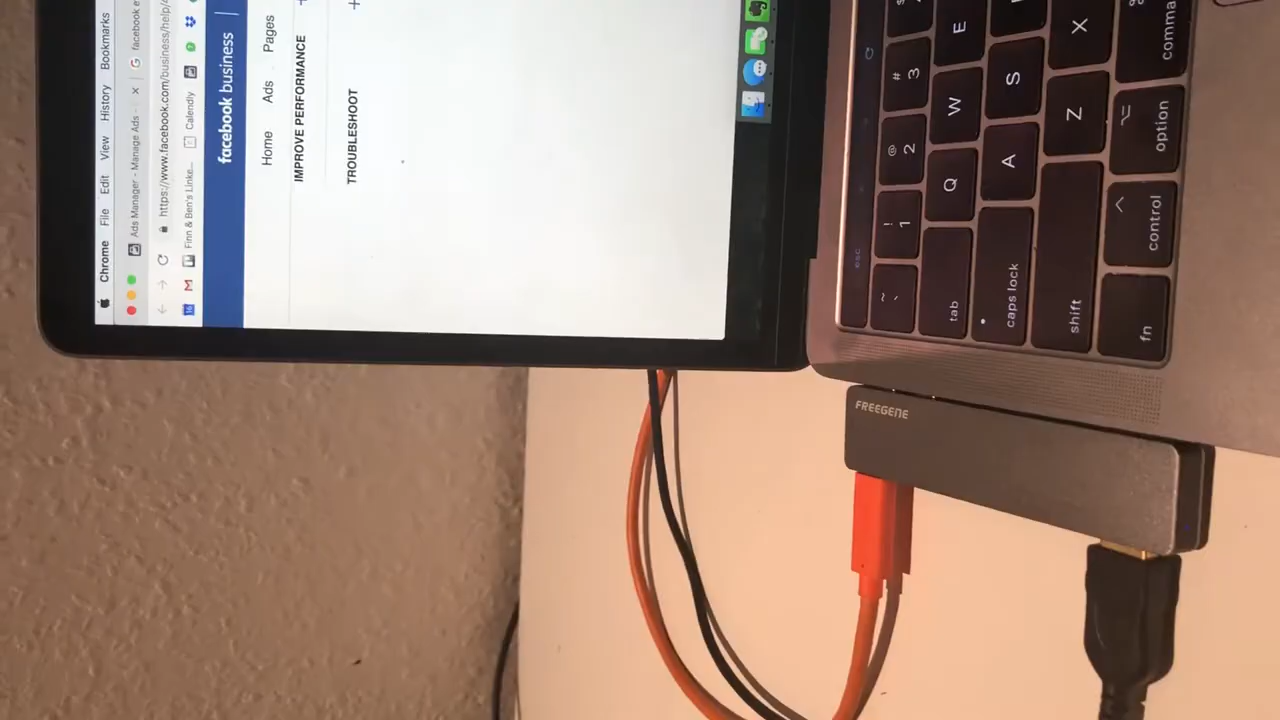 Chrome File Edit View History Bookmarks
Ads Manager - Manage Ads - facebook
https://www.facebook.com/business/help/
16 Finn & Ben's Linke... Calendly
facebook business
Home Ads Pages
IMPROVE PERFORMANCE +
TROUBLESHOOT +
esc
~ ` ! 1 @ 2 # 3 $
tab Q W E
caps lock A S
shift Z X
fn control option comma
FREEGENE